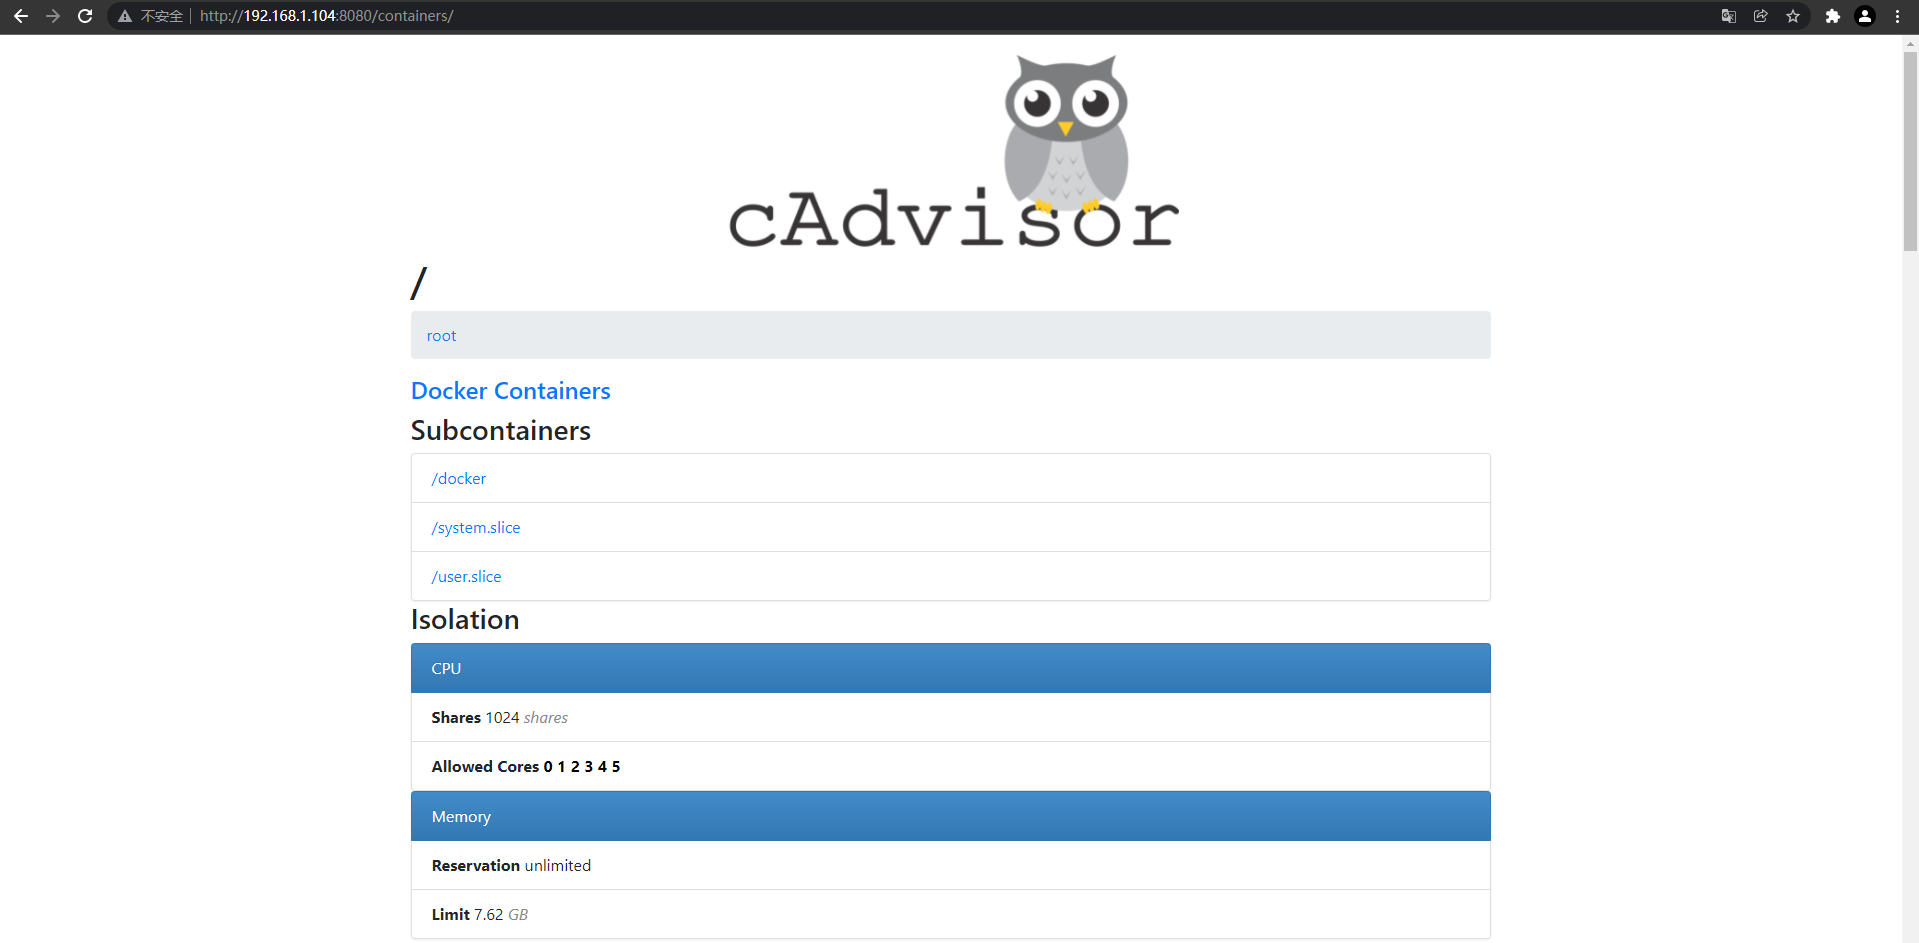 不安全 http://192.168.1.104:8080/containers/
cAdvisor
/
root
Docker Containers
Subcontainers
/docker
/system.slice
/user.slice
Isolation
CPU
Shares 1024 shares
Allowed Cores 0 1 2 3 4 5
Memory
Reservation unlimited
Limit 7.62 GB